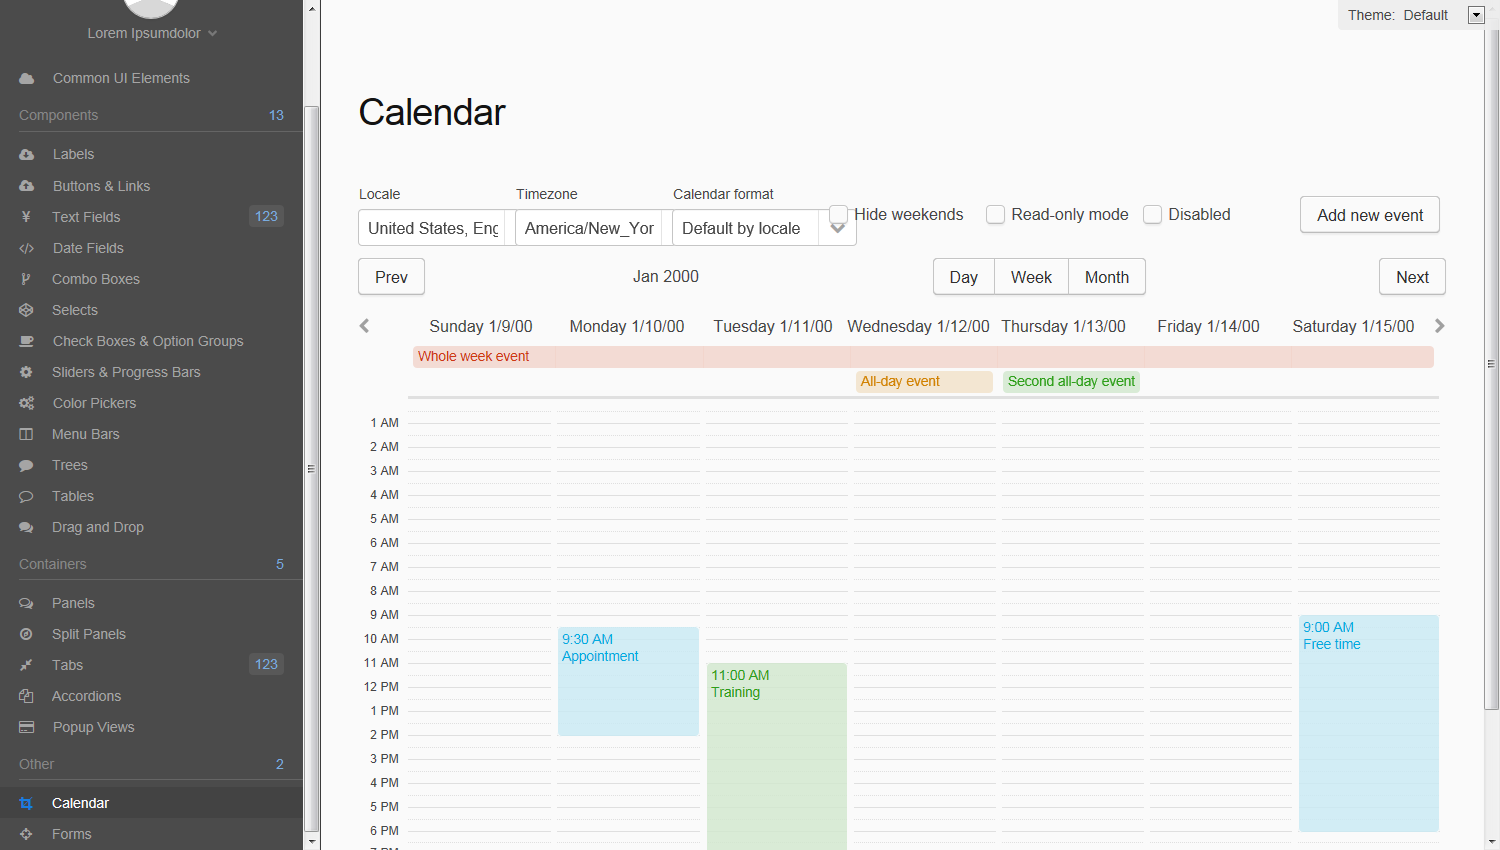 Lorem Ipsumdolor
Common UI Elements
Components 13
Labels
Buttons & Links
Text Fields 123
Date Fields
Combo Boxes
Selects
Check Boxes & Option Groups
Sliders & Progress Bars
Color Pickers
Menu Bars
Trees
Tables
Drag and Drop
Containers 5
Panels
Split Panels
Tabs 123
Accordions
Popup Views
Other 2
Calendar
Forms
Theme: Default
Calendar
Locale Timezone Calendar format
United States, Eng America/New_Yor Default by locale Hide weekends Read-only mode Disabled Add new event
Prev Jan 2000 Day Week Month Next
Sunday 1/9/00 Monday 1/10/00 Tuesday 1/11/00 Wednesday 1/12/00 Thursday 1/13/00 Friday 1/14/00 Saturday 1/15/00
Whole week event
All-day event Second all-day event
1 AM
2 AM
3 AM
4 AM
5 AM
6 AM
7 AM
8 AM
9 AM
10 AM
11 AM
12 PM
1 PM
2 PM
3 PM
4 PM
5 PM
6 PM
9:30 AM
Appointment
11:00 AM
Training
9:00 AM
Free time